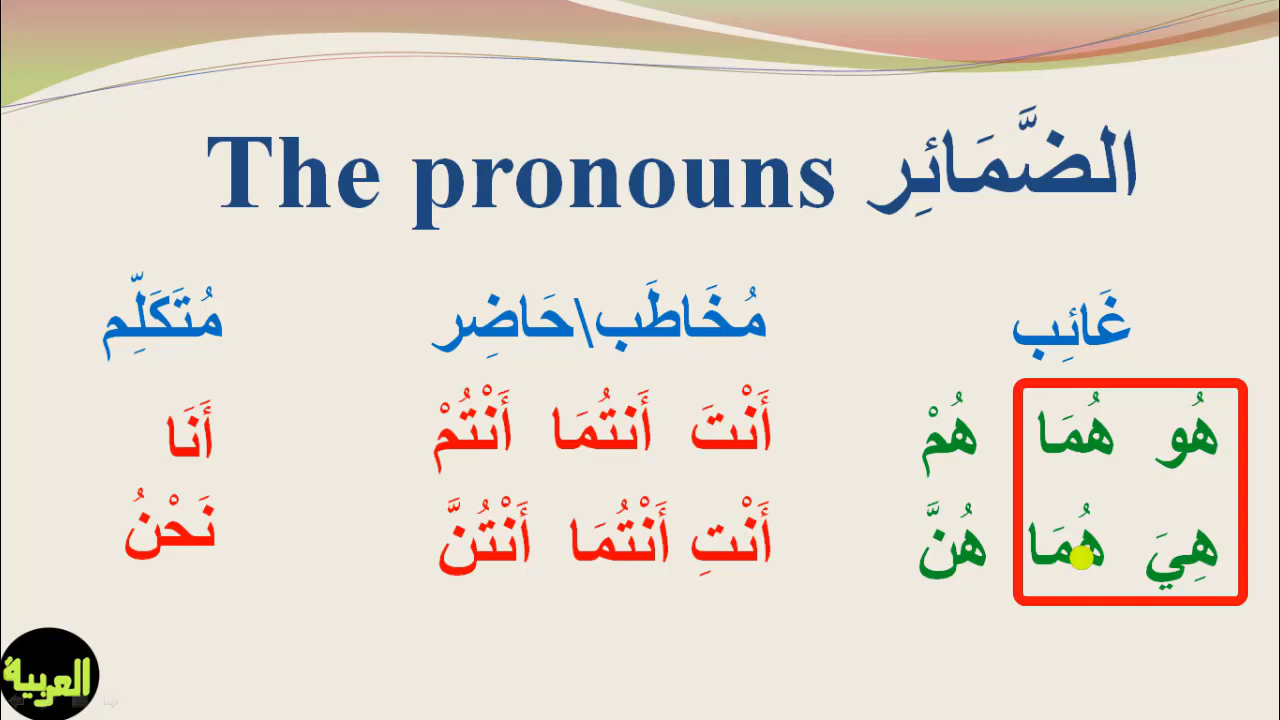 الضَّمَائِر The pronouns
غَائِب مُخَاطَب\حَاضِر مُتَكَلِّم
هُو هُمَا هُمْ أَنْتَ أَنتُمَا أَنْتُمْ أَنَا
هِيَ هُمَا هُنَّ أَنْتِ أَنْتُمَا أَنْتُنَّ نَحْنُ
العربية